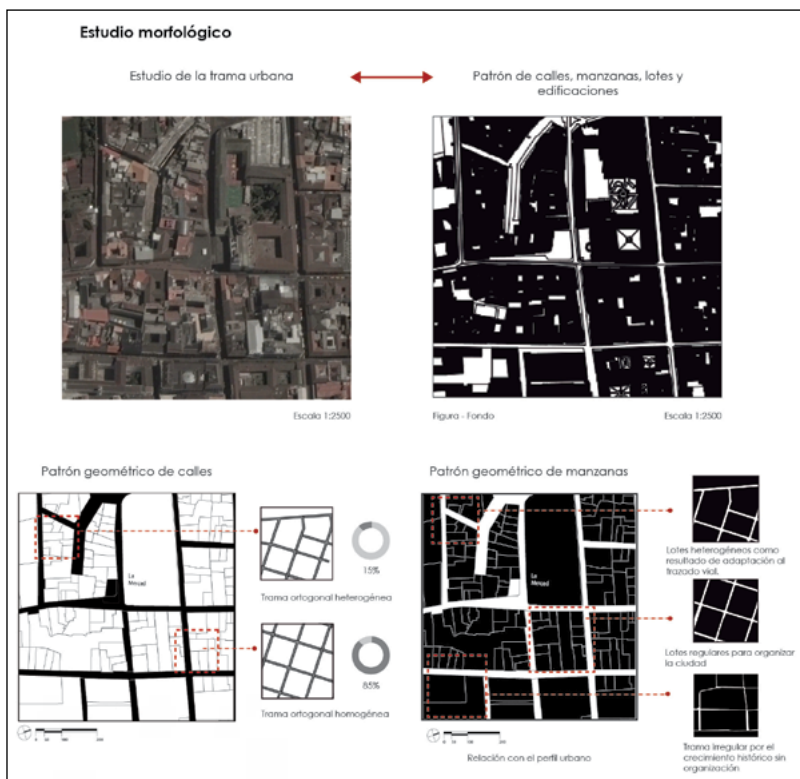 Estudio morfológico
Estudio de la trama urbana
Patrón de calles, manzanas, lotes y
edificaciones
Escala 1:2500
Figura - Fondo
Escala 1:2500
Patrón geométrico de calles
La
Merced
15%
Trama ortogonal heterogénea
85%
Trama ortogonal homogénea
Patrón geométrico de manzanas
La
Merced
Lotes heterogéneos como
resultado de adaptación al
trazado vial.
Lotes regulares para organizar
la ciudad
Trama irregular por el
crecimiento histórico sin
organización
Relación con el perfil urbano